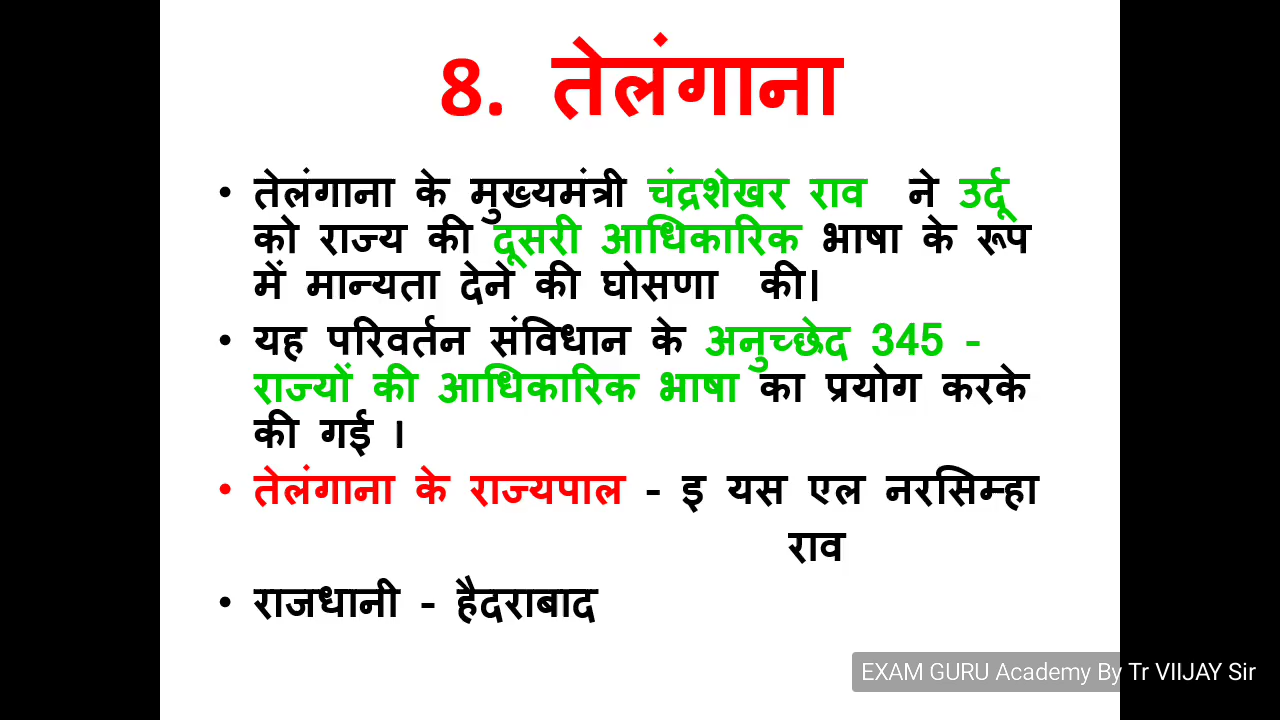 8. तेलंगाना
• तेलंगाना के मुख्यमंत्री चंद्रशेखर राव ने उर्दू
को राज्य की दूसरी आधिकारिक भाषा के रूप
में मान्यता देने की घोसणा की।
• यह परिवर्तन संविधान के अनुच्छेद 345 -
राज्यों की आधिकारिक भाषा का प्रयोग करके
की गई ।
• तेलंगाना के राज्यपाल - इ यस एल नरसिम्हा
राव
• राजधानी - हैदराबाद
EXAM GURU Academy By Tr VIIJAY Sir